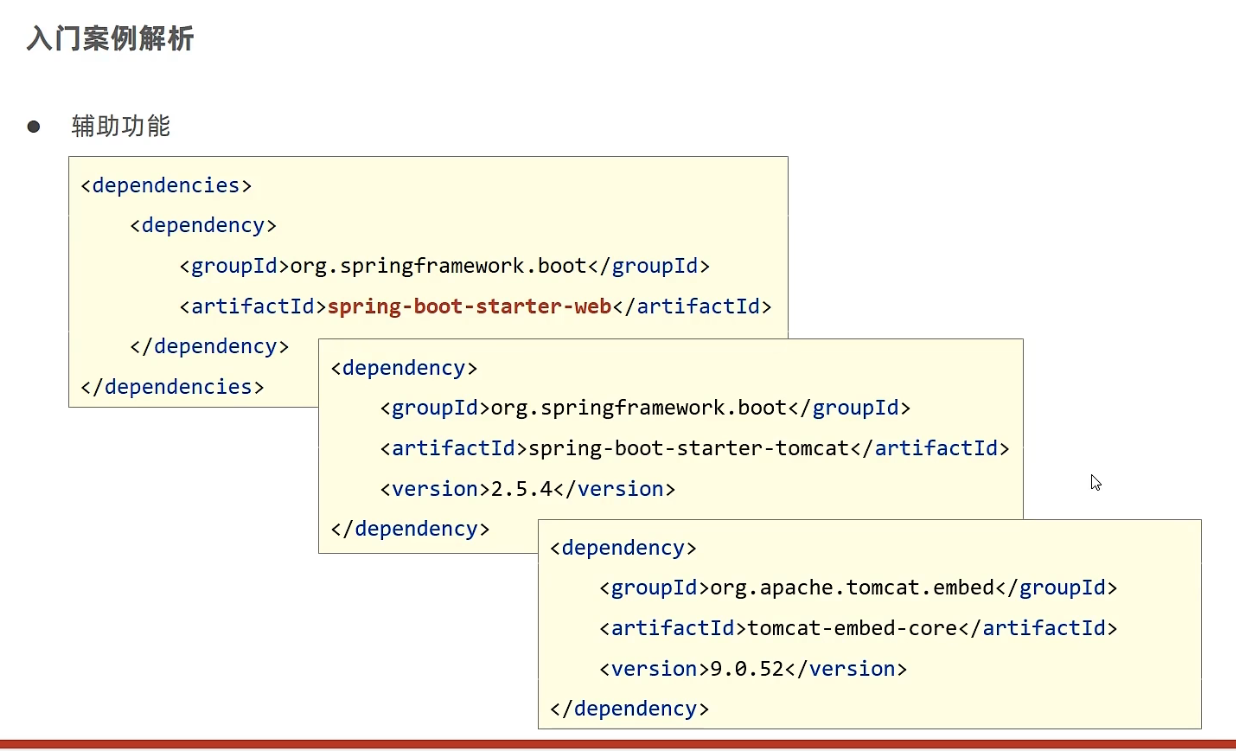 入门案例解析
● 辅助功能
<dependencies>
<dependency>
<groupId>org.springframework.boot</groupId>
<artifactId>spring-boot-starter-web</artifactId>
</dependency>
</dependencies>
<dependency>
<groupId>org.springframework.boot</groupId>
<artifactId>spring-boot-starter-tomcat</artifactId>
<version>2.5.4</version>
</dependency>
<dependency>
<groupId>org.apache.tomcat.embed</groupId>
<artifactId>tomcat-embed-core</artifactId>
<version>9.0.52</version>
</dependency>